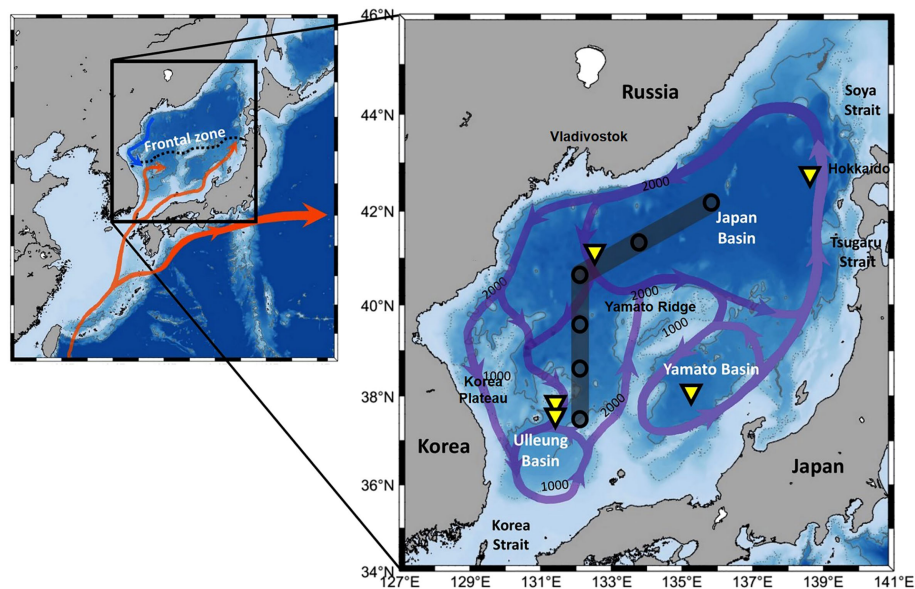 Frontal zone
46°N
44°N
42°N
40°N
38°N
36°N
34°N
127°E
129°E
131°E
133°E
135°E
137°E
139°E
141°E
Russia
Soya
Strait
Vladivostok
Hokkaido
2000
Japan
Basin
Tsugaru
Strait
2000
2000
Yamato Ridge
1000
1000
Korea
Plateau
Yamato Basin
2000
Ulleung
Basin
Korea
Japan
1000
Korea
Strait